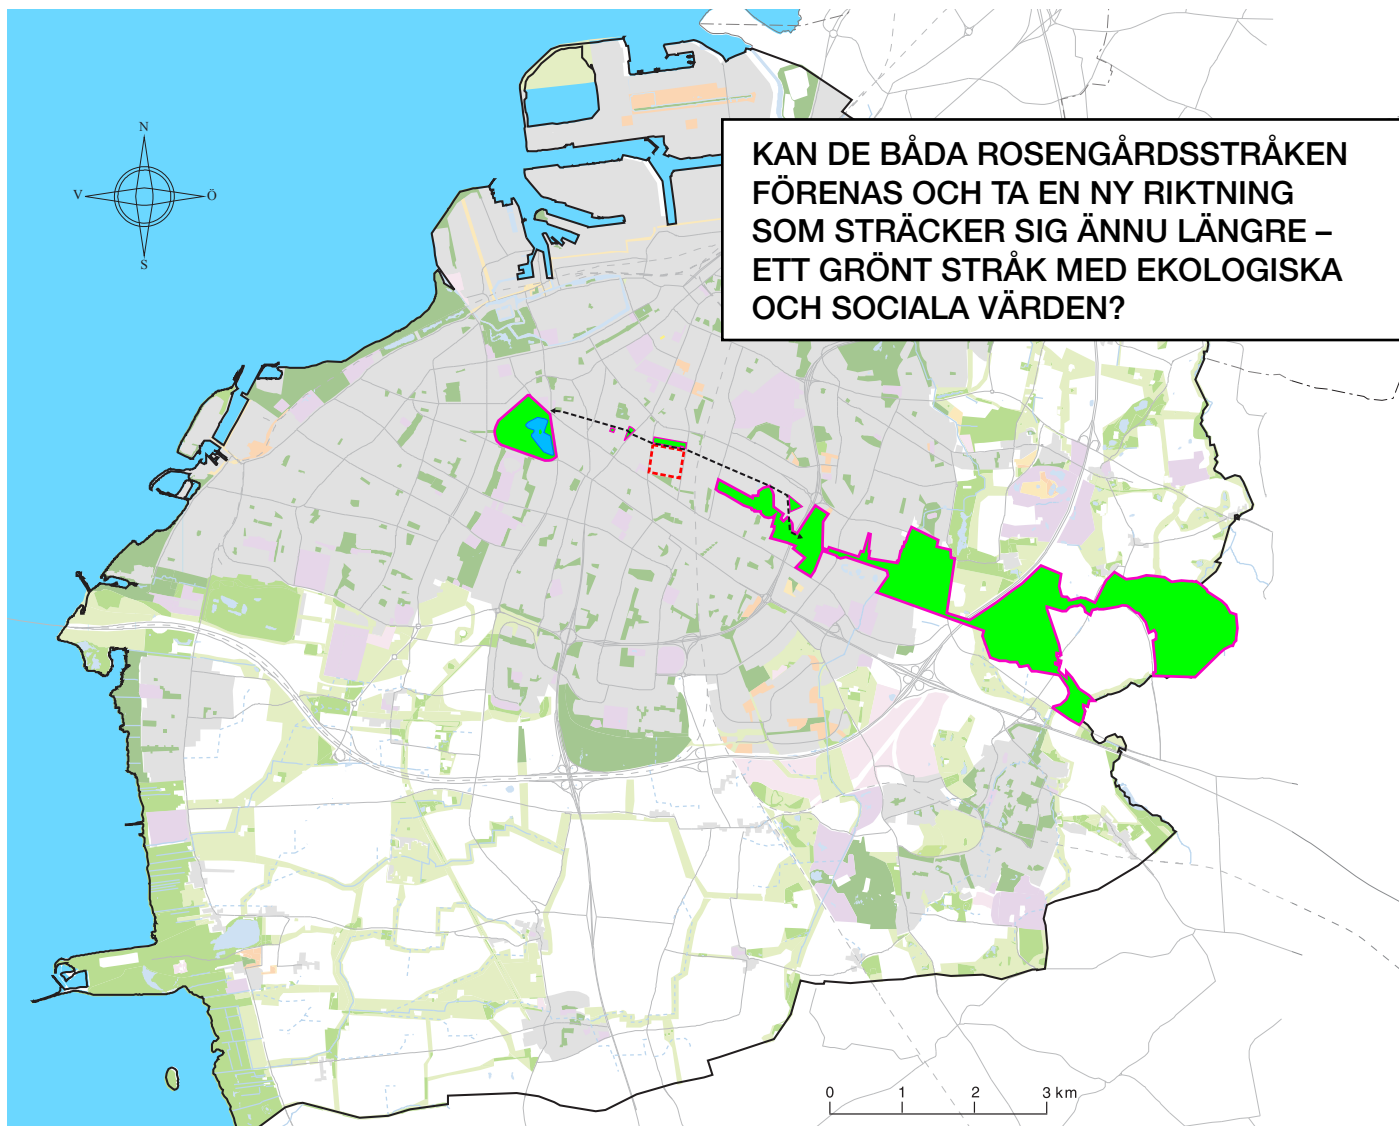 KAN DE BÅDA ROSENGÅRDSSTRÅKEN
FÖRENAS OCH TA EN NY RIKTNING
SOM STRÄCKER SIG ÄNNU LÄNGRE –
ETT GRÖNT STRÅK MED EKOLOGISKA
OCH SOCIALA VÄRDEN?
N
V Ö
S
0 1 2 3 km